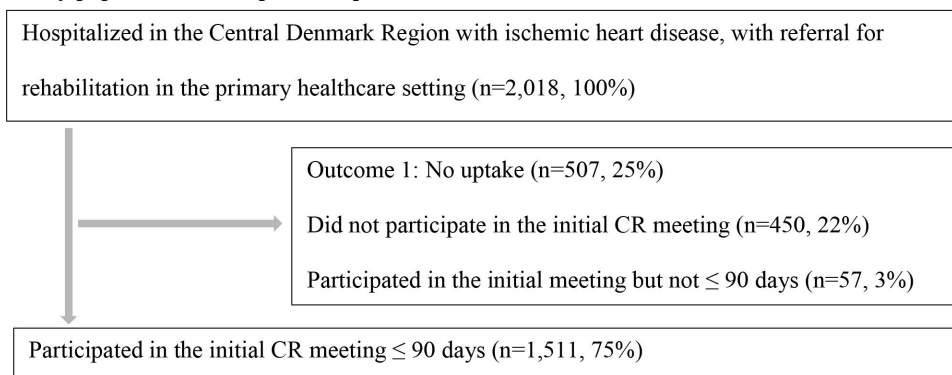 Hospitalized in the Central Denmark Region with ischemic heart disease, with referral for
rehabilitation in the primary healthcare setting (n=2,018, 100%)
Outcome 1: No uptake (n=507, 25%)
Did not participate in the initial CR meeting (n=450, 22%)
Participated in the initial meeting but not ≤ 90 days (n=57, 3%)
Participated in the initial CR meeting ≤ 90 days (n=1,511, 75%)